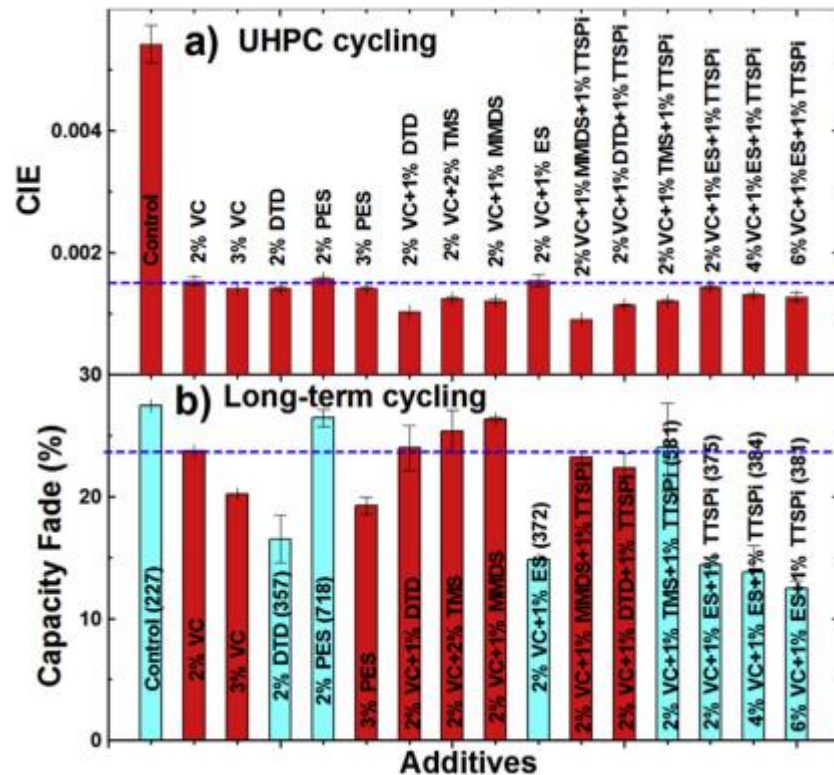 a) UHPC cycling
CIE
0.004
0.002
Control
2% VC
3% VC
2% DTD
2% PES
3% PES
2% VC+1% DTD
2% VC+2% TMS
2% VC+1% MMDS
2% VC+1% ES
2% VC+1% MMDS+1% TTSPi
2% VC+1% DTD+1% TTSPi
2% VC+1% TMS+1% TTSPi
2% VC+1% ES+1% TTSPi
4% VC+1% ES+1% TTSPi
6% VC+1% ES+1% TTSPi
b) Long-term cycling
Capacity Fade (%)
30
20
10
0
Control (227)
2% VC
3% VC
2% DTD (357)
2% PES (718)
3% PES
2% VC+1% DTD
2% VC+2% TMS
2% VC+1% MMDS
2% VC+1% ES (372)
2% VC+1% MMDS+1% TTSPi
2% VC+1% DTD+1% TTSPi
2% VC+1% TMS+1% TTSPi (581)
2% VC+1% ES+1% TTSPi (375)
4% VC+1% ES+1% TTSPi (384)
6% VC+1% ES+1% TTSPi (381)
Additives